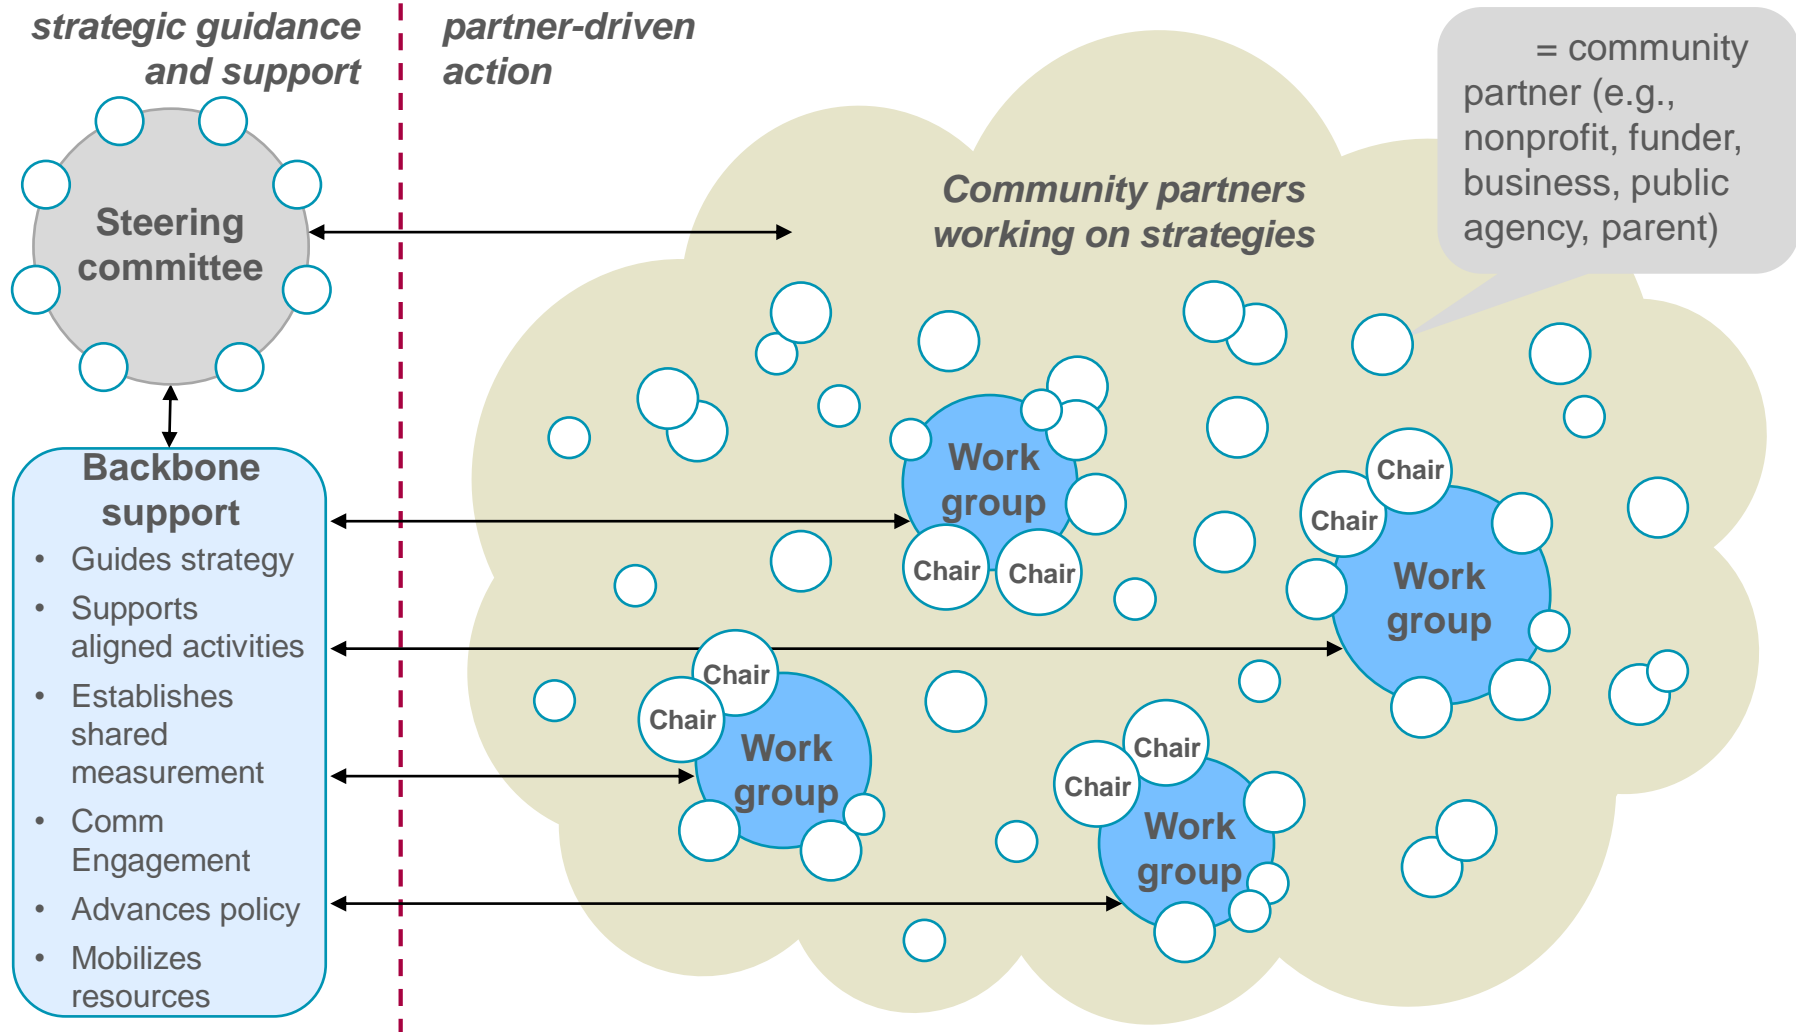 strategic guidance
and support
partner-driven
action
= community
partner (e.g.,
nonprofit, funder,
business, public
agency, parent)
Steering
committee
Community partners
working on strategies
Backbone
support
• Guides strategy
• Supports
aligned activities
• Establishes
shared
measurement
• Comm
Engagement
• Advances policy
• Mobilizes
resources
Work
group
Chair
Chair
Chair
Chair
Work
group
Chair
Chair
Work
group
Chair
Chair
Work
group